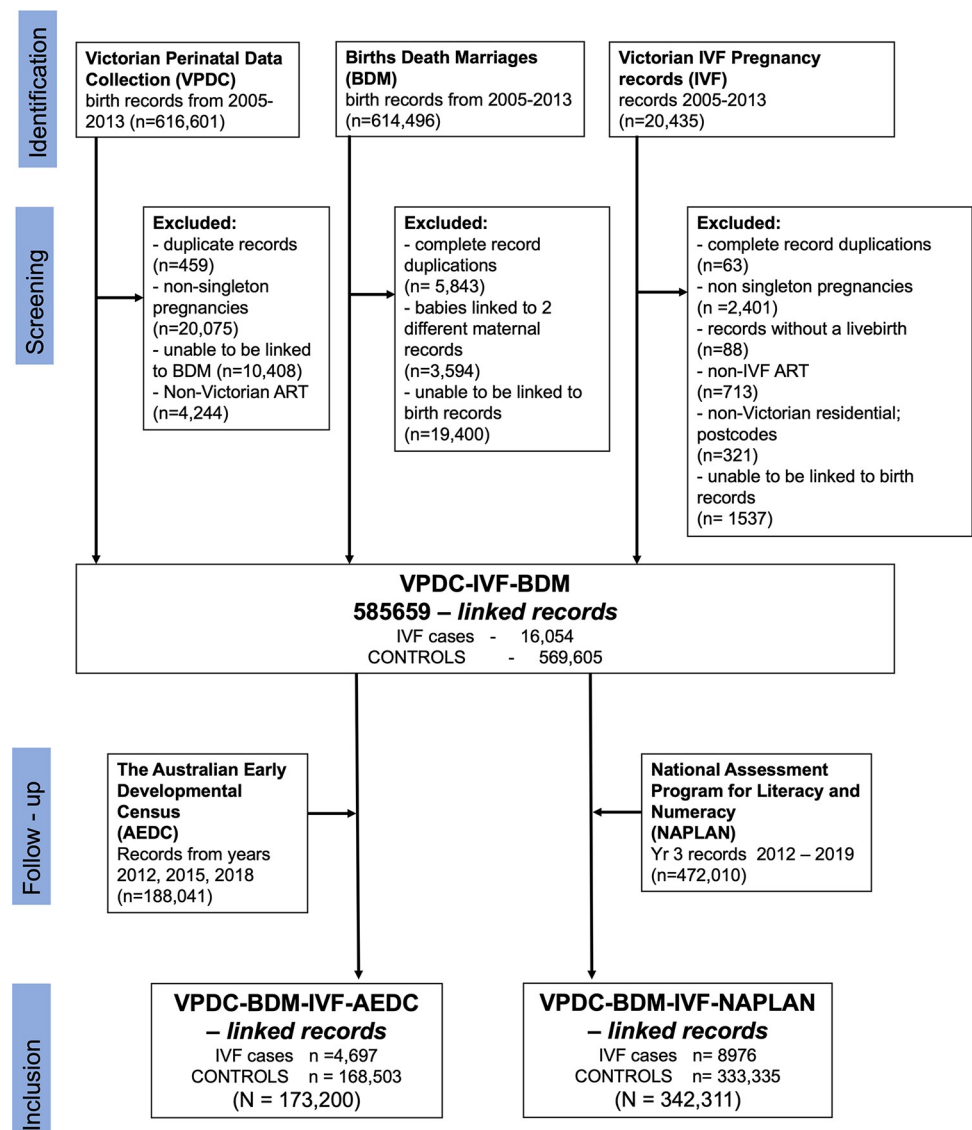 Identification
Victorian Perinatal Data
Collection (VPDC)
birth records from 2005-
2013 (n=616,601)
Births Death Marriages
(BDM)
birth records from 2005-2013
(n=614,496)
Victorian IVF Pregnancy
records (IVF)
records 2005-2013
(n=20,435)
Screening
Excluded:
- duplicate records
(n=459)
- non-singleton
pregnancies
(n=20,075)
- unable to be linked
to BDM (n=10,408)
- Non-Victorian ART
(n=4,244)
Excluded:
- complete record
duplications
(n= 5,843)
- babies linked to 2
different maternal
records
(n=3,594)
- unable to be linked to
birth records
(n=19,400)
Excluded:
- complete record duplications
(n=63)
- non singleton pregnancies
(n =2,401)
- records without a livebirth
(n=88)
- non-IVF ART
(n=713)
- non-Victorian residential;
postcodes
(n=321)
- unable to be linked to birth
records
(n= 1537)
VPDC-IVF-BDM
585659 – linked records
IVF cases - 16,054
CONTROLS - 569,605
Follow - up
The Australian Early
Developmental
Census
(AEDC)
Records from years
2012, 2015, 2018
(n=188,041)
National Assessment
Program for Literacy and
Numeracy
(NAPLAN)
Yr 3 records 2012 – 2019
(n=472,010)
Inclusion
VPDC-BDM-IVF-AEDC
– linked records
IVF cases n =4,697
CONTROLS n = 168,503
(N = 173,200)
VPDC-BDM-IVF-NAPLAN
– linked records
IVF cases n= 8976
CONTROLS n = 333,335
(N = 342,311)